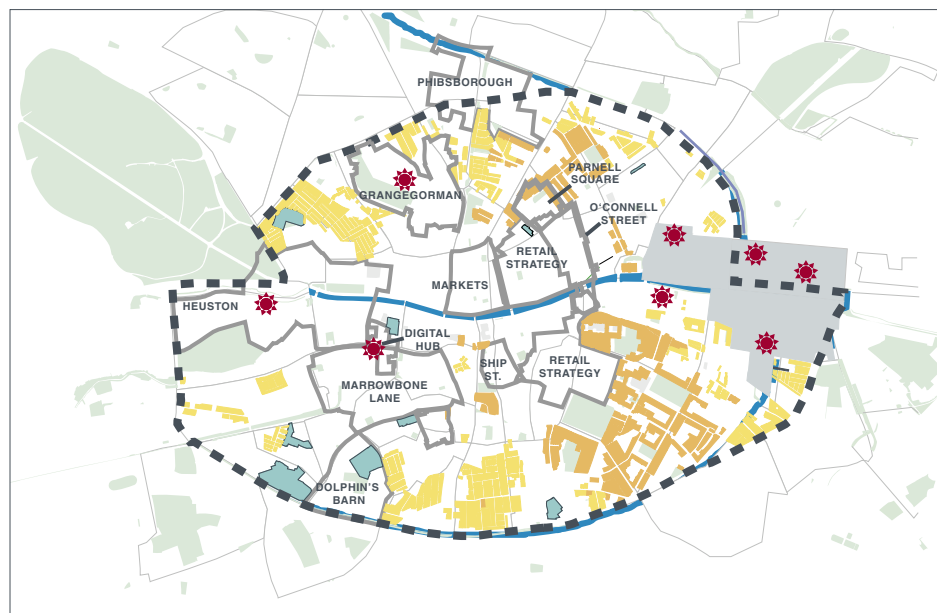 PHIBSBOROUGH
PARNELL
SQUARE
GRANGEGORMAN
O'CONNELL
STREET
RETAIL
STRATEGY
MARKETS
HEUSTON
DIGITAL
HUB
SHIP
ST.
RETAIL
STRATEGY
MARROWBONE
LANE
DOLPHIN'S
BARN